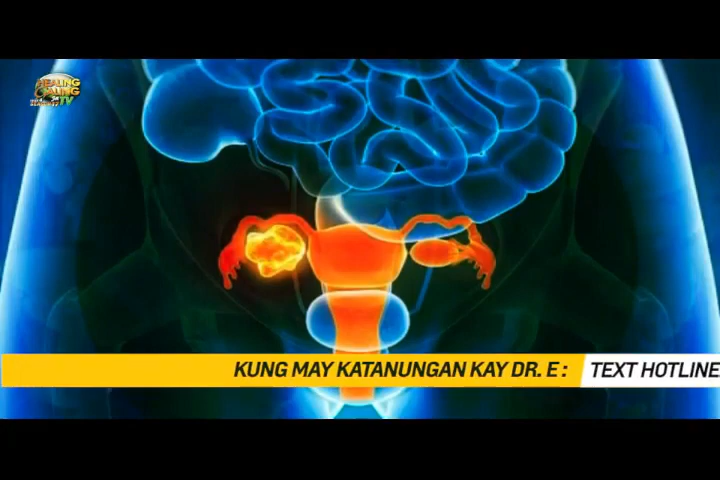 HEALING
GALING
TV
KUNG MAY KATANUNGAN KAY DR. E : TEXT HOTLINE